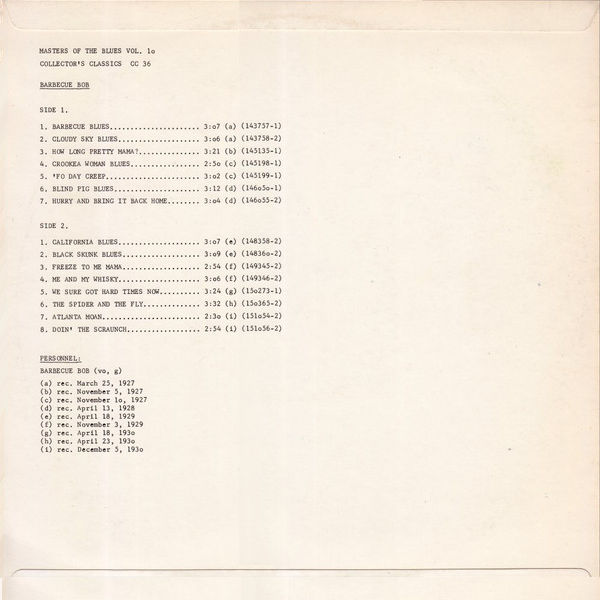 MASTERS OF THE BLUES VOL. 1o
COLLECTOR'S CLASSICS CC 36
BARBECUE BOB
SIDE 1.
1. BARBECUE BLUES...................... 3:o7 (a) (143757-1)
2. CLOUDY SKY BLUES.................... 3:o6 (a) (143758-2)
3. HOW LONG PRETTY MAMA?............... 3:21 (b) (145135-1)
4. CROOKEA WOMAN BLUES................. 2:5o (c) (145198-1)
5. 'FO DAY CREEP....................... 3:o2 (c) (145199-1)
6. BLIND PIG BLUES..................... 3:12 (d) (146o5o-1)
7. HURRY AND BRING IT BACK HOME........ 3:o4 (d) (146o55-2)
SIDE 2.
1. CALIFORNIA BLUES.................... 3:o7 (e) (148358-2)
2. BLACK SKUNK BLUES................... 3:o9 (e) (14836o-2)
3. FREEZE TO ME MAMA................... 2:54 (f) (149345-2)
4. ME AND MY WHISKY.................... 3:o6 (f) (149346-2)
5. WE SURE GOT HARD TIMES NOW.......... 3:24 (g) (15o273-1)
6. THE SPIDER AND THE FLY.............. 3:32 (h) (15o365-2)
7. ATLANTA MOAN........................ 2:3o (i) (151o54-2)
8. DOIN' THE SCRAUNCH.................. 2:54 (i) (151o56-2)
PERSONNEL:
BARBECUE BOB (vo, g)
(a) rec. March 25, 1927
(b) rec. November 5, 1927
(c) rec. November 1o, 1927
(d) rec. April 13, 1928
(e) rec. April 18, 1929
(f) rec. November 3, 1929
(g) rec. April 18, 193o
(h) rec. April 23, 193o
(i) rec. December 5, 193o